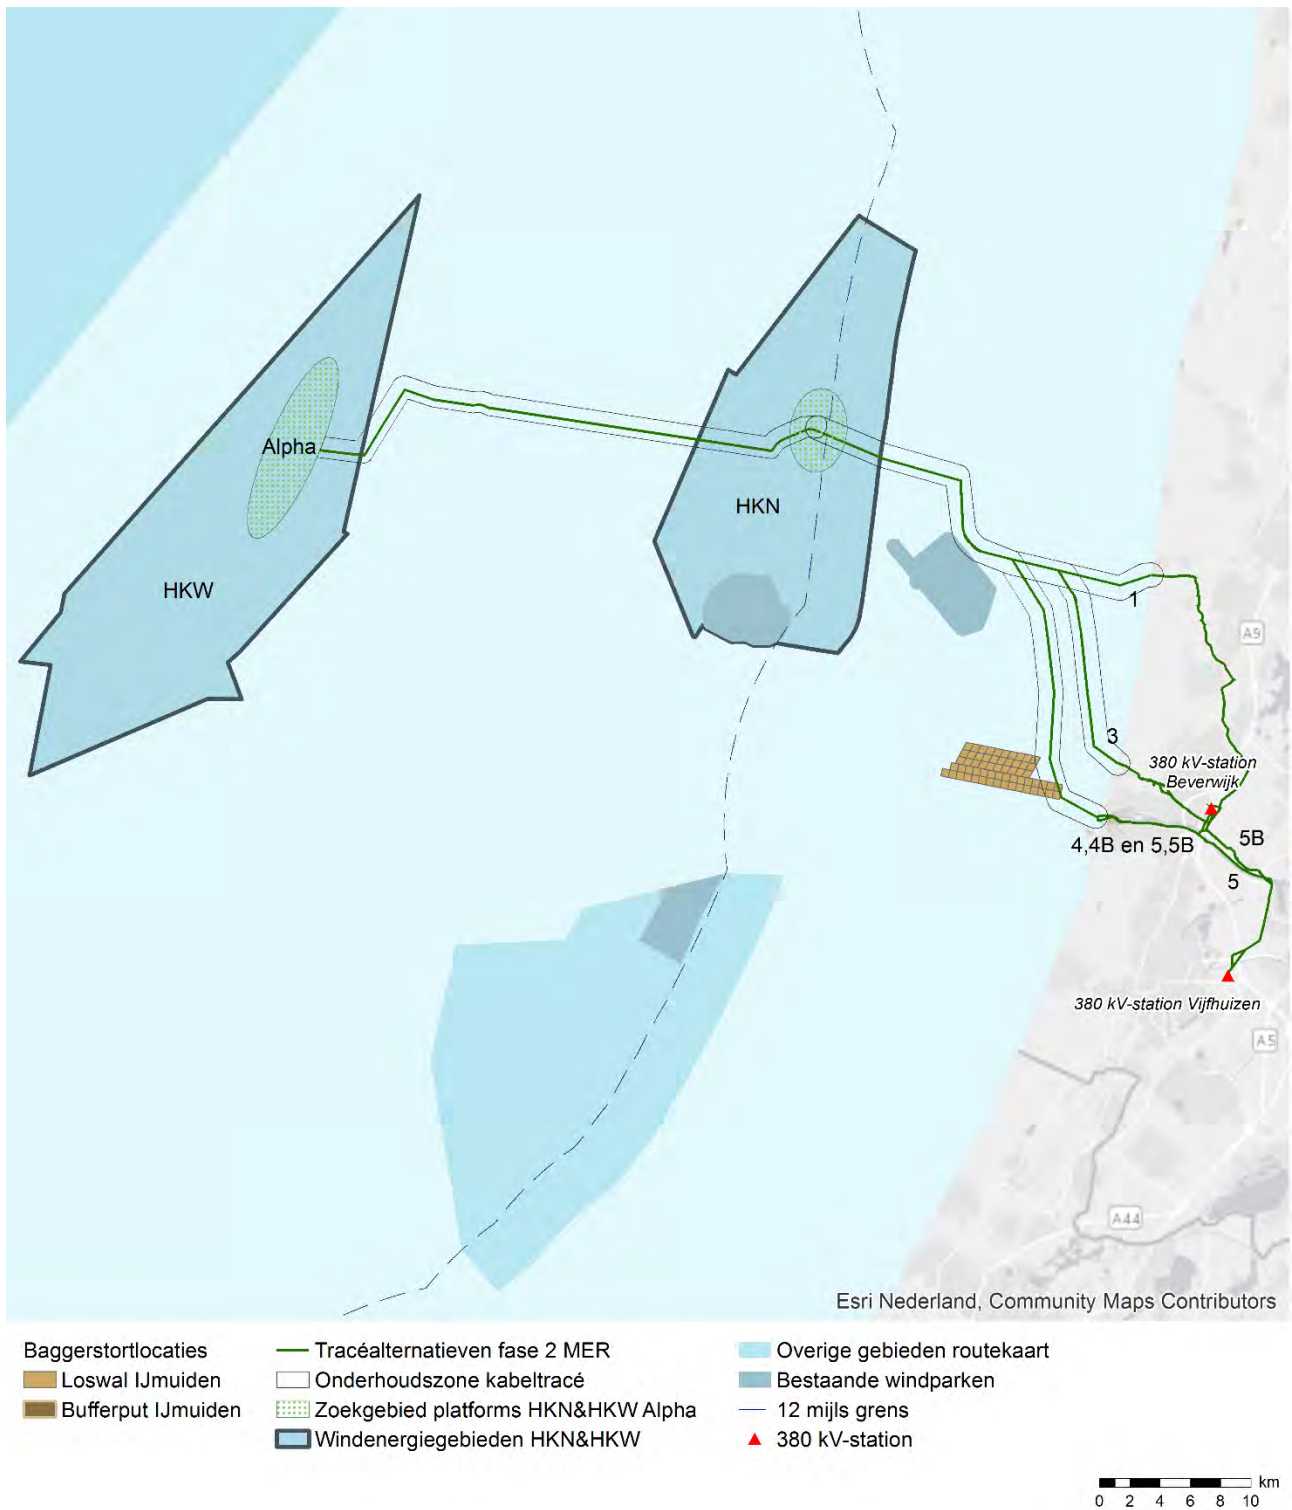 Alpha
HKN
HKW
1
A9
3
380 kV-station
Beverwijk
4,4B en 5,5B
5B
5
380 kV-station Vijfhuizen
A5
A44
Esri Nederland, Community Maps Contributors
Baggerstortlocaties
Loswal IJmuiden
Bufferput IJmuiden
Tracéalternatieven fase 2 MER
Onderhoudszone kabeltracé
Zoekgebied platforms HKN&HKW Alpha
Windenergiegebieden HKN&HKW
Overige gebieden routekaart
Bestaande windparken
12 mijls grens
380 kV-station
km
0 2 4 6 8 10